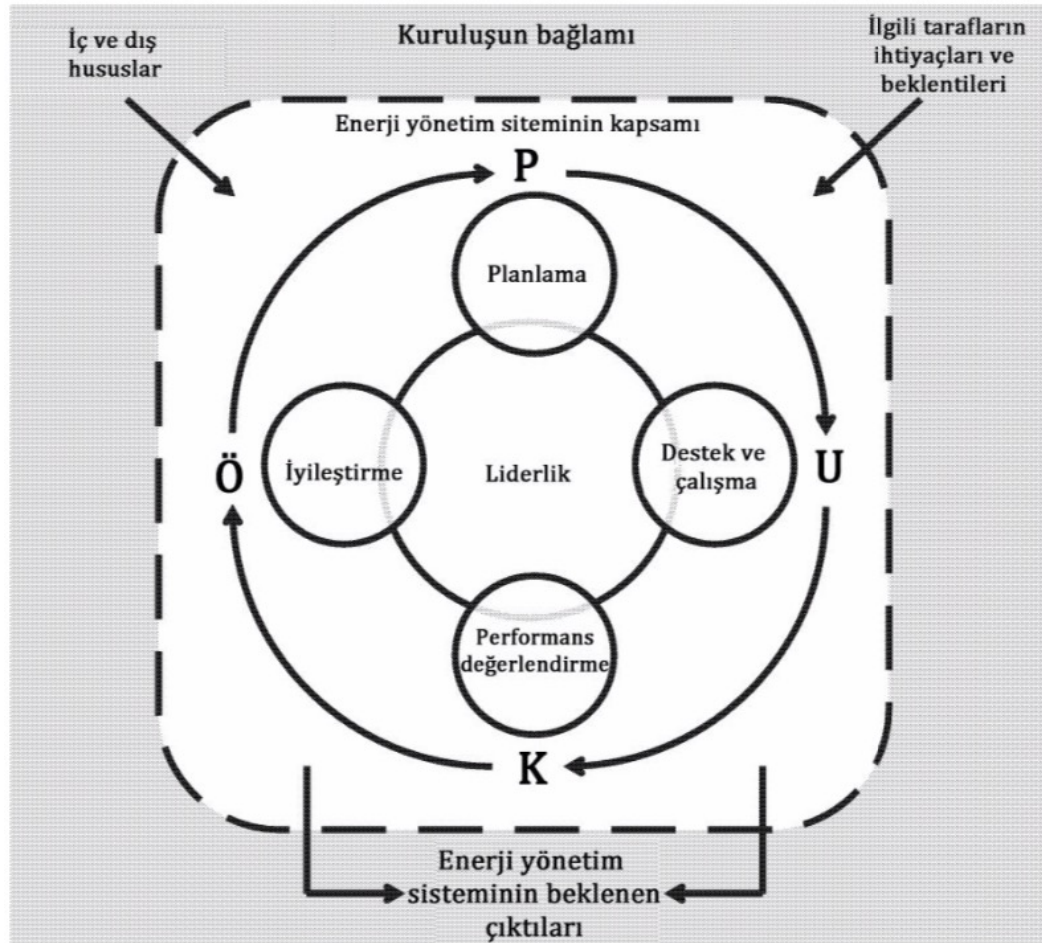 İç ve dış
hususlar
Kuruluşun bağlamı
İlgili tarafların
ihtiyaçları ve
beklentileri
Enerji yönetim siteminin kapsamı
P
Planlama
Ö
İyileştirme
Liderlik
Destek ve
çalışma
U
Performans
değerlendirme
K
Enerji yönetim
sisteminin beklenen
çıktıları